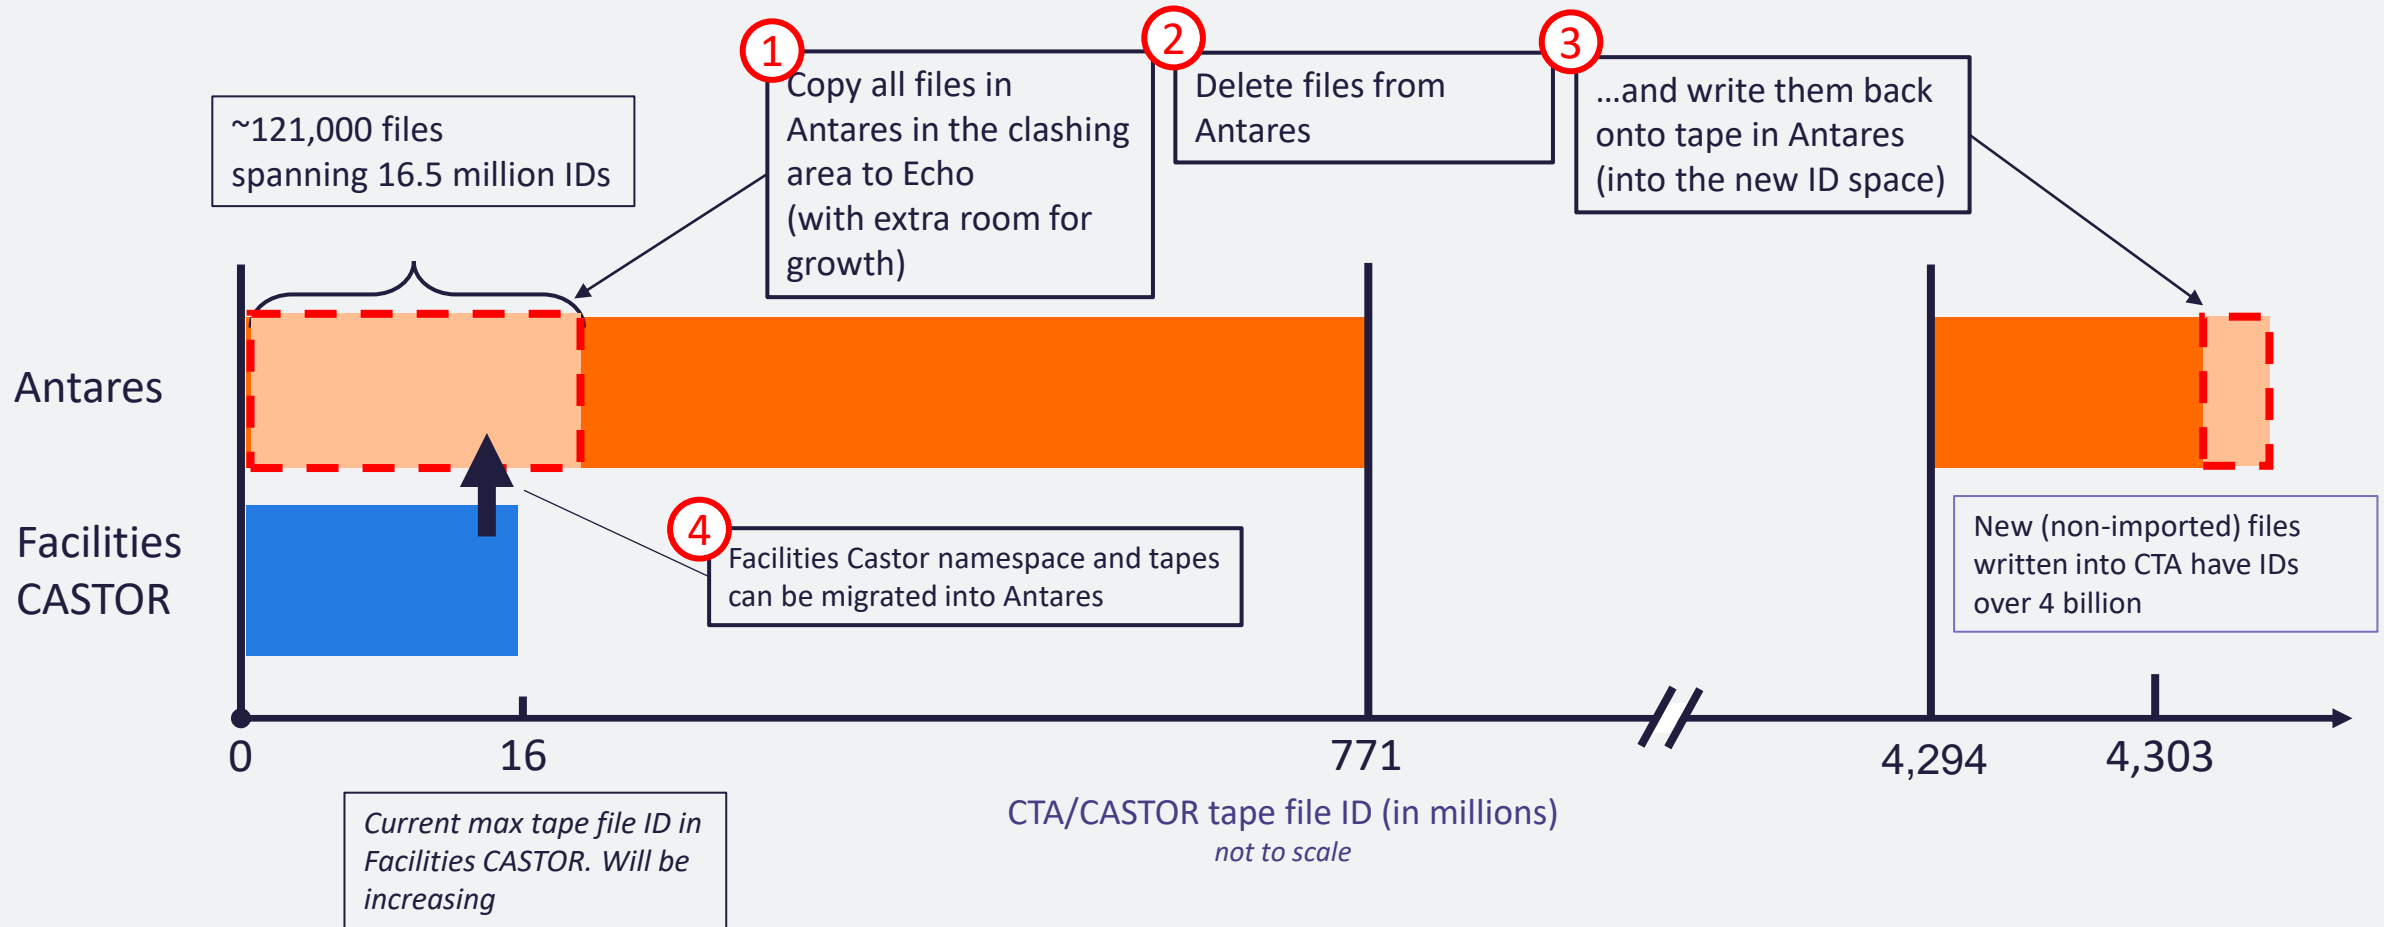 1
Copy all files in
Antares in the clashing
area to Echo
(with extra room for
growth)
2
Delete files from
Antares
3
...and write them back
onto tape in Antares
(into the new ID space)
~121,000 files
spanning 16.5 million IDs
Antares
Facilities
CASTOR
4
Facilities Castor namespace and tapes
can be migrated into Antares
New (non-imported) files
written into CTA have IDs
over 4 billion
0
16
771
4,294
4,303
CTA/CASTOR tape file ID (in millions)
not to scale
Current max tape file ID in
Facilities CASTOR. Will be
increasing